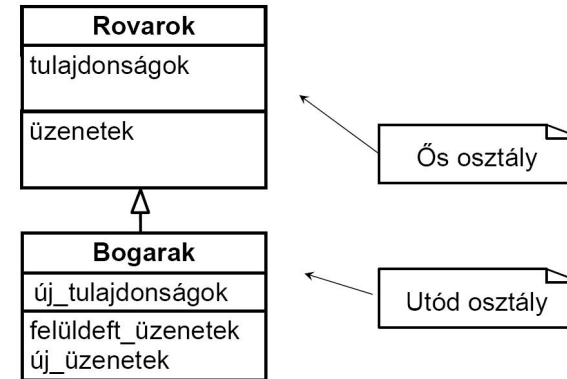 Rovarok
tulajdonságok
üzenetek
Ős osztály
Bogarak
új_tulajdonságok
felüldeft_üzenetek
új_üzenetek
Utód osztály